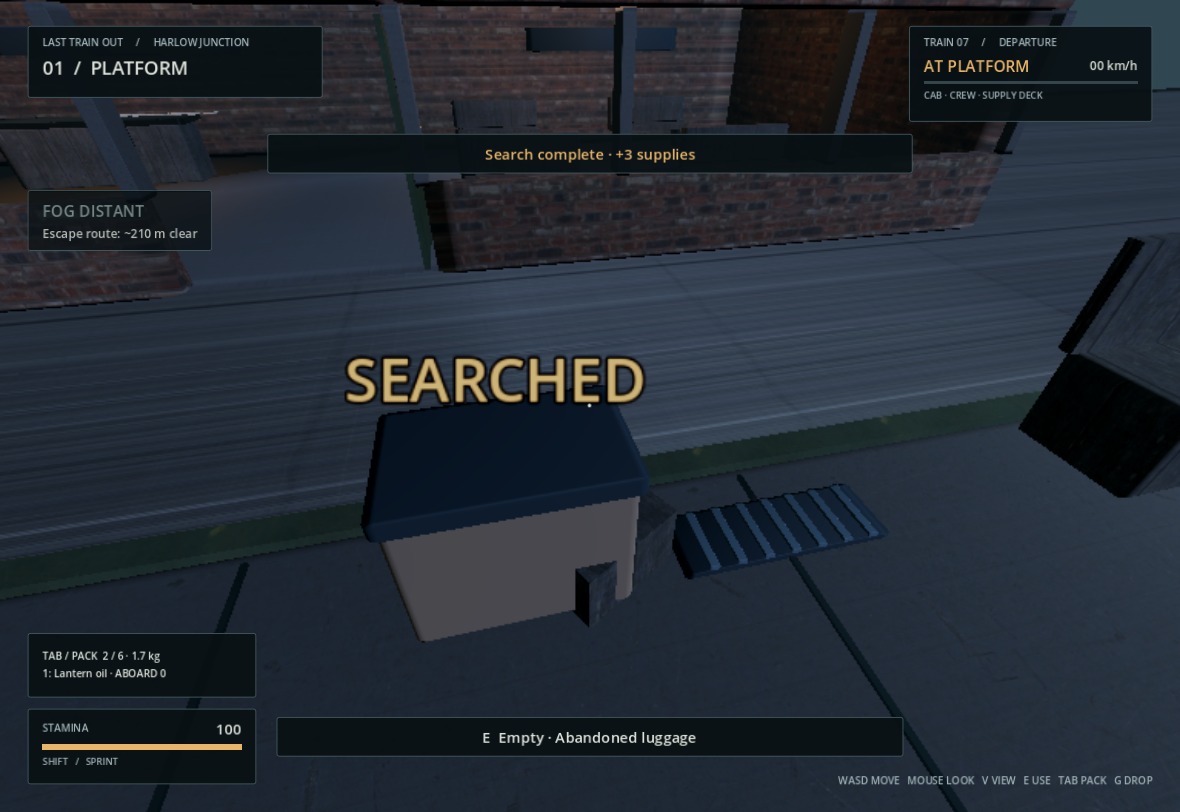 LAST TRAIN OUT / HARLOW JUNCTION
01 / PLATFORM
TRAIN 07 / DEPARTURE
AT PLATFORM 00 km/h
CAB · CREW · SUPPLY DECK
Search complete · +3 supplies
FOG DISTANT
Escape route: ~210 m clear
SEARCHED
TAB / PACK 2 / 6 · 1.7 kg
1: Lantern oil · ABOARD 0
STAMINA 100
SHIFT / SPRINT
E Empty · Abandoned luggage
WASD MOVE MOUSE LOOK V VIEW E USE TAB PACK G DROP